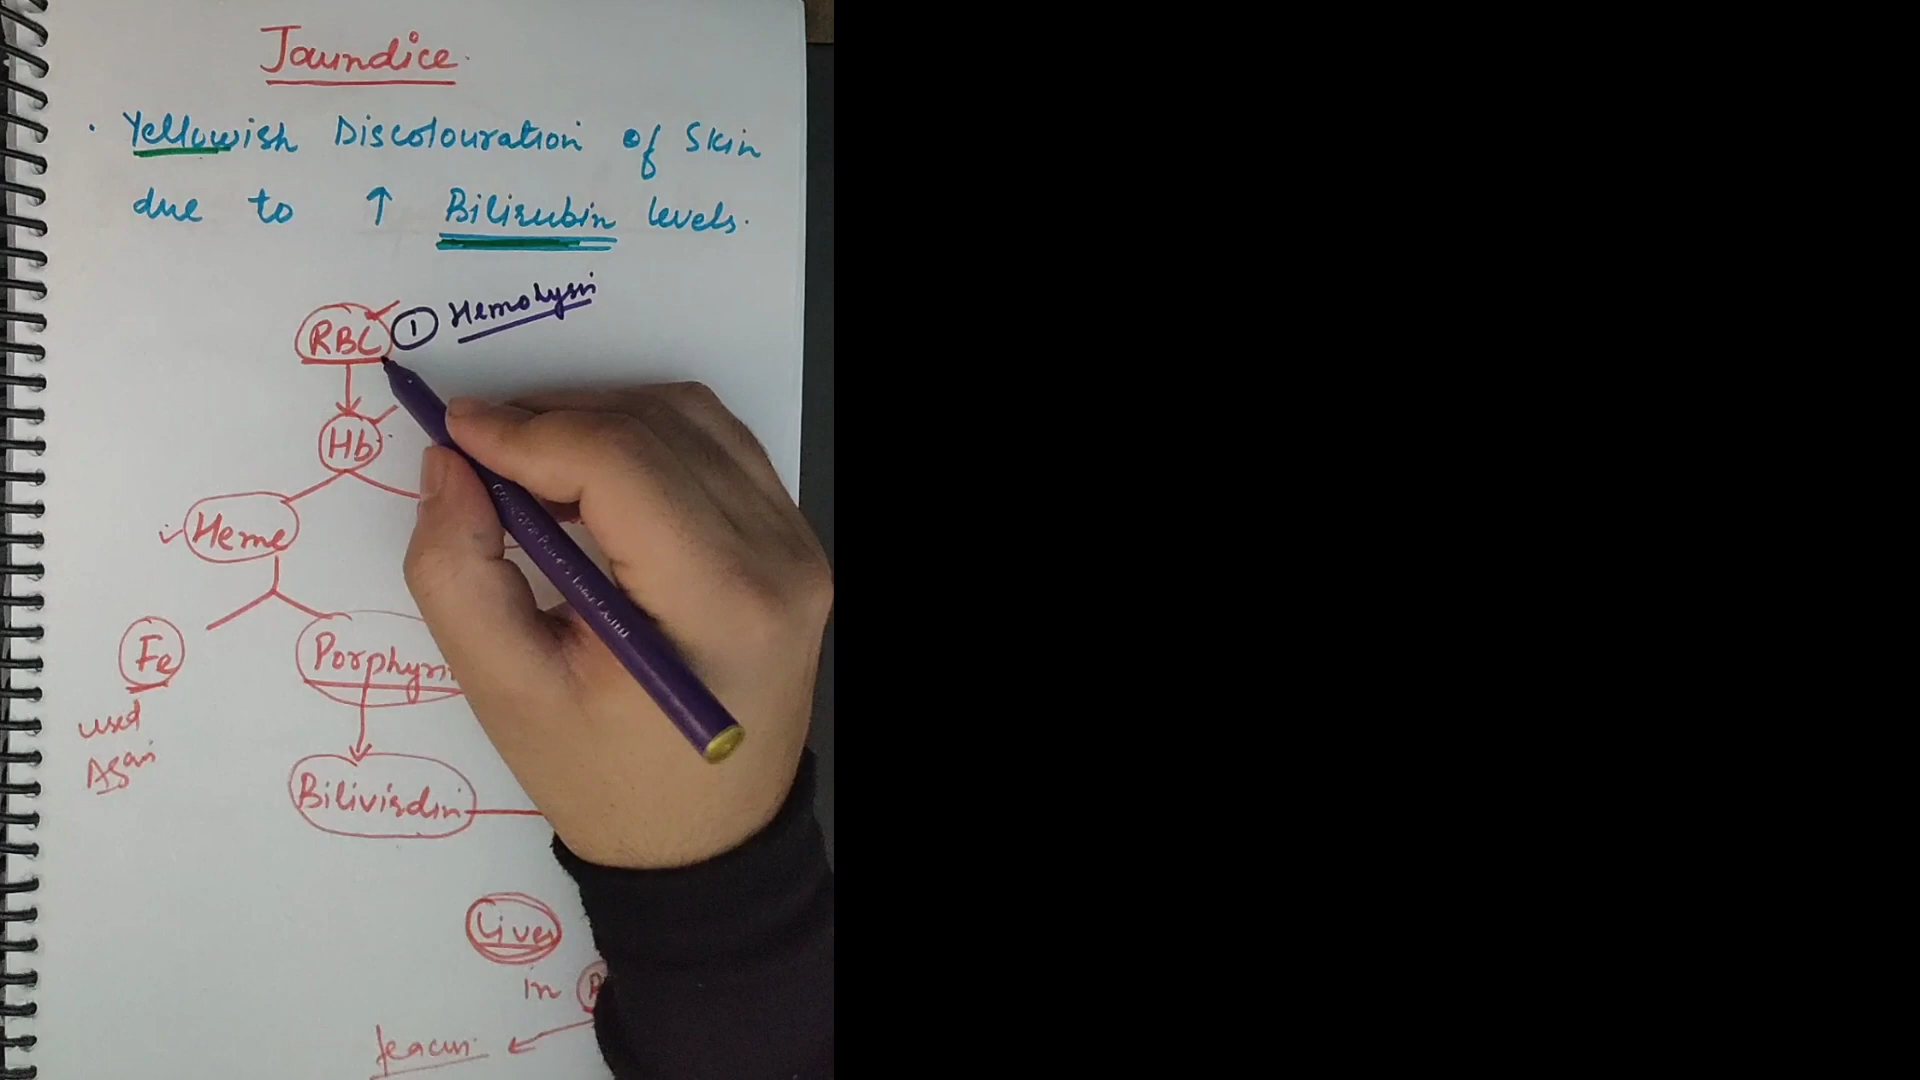 Jaundice.
· Yellowish Discolouration of Skin
due to ↑ Bilirubin levels.
RBC ① Hemolysis
Hb
Heme
Fe
Porphyrin
used
Again
Bilivirdin
Liver
in